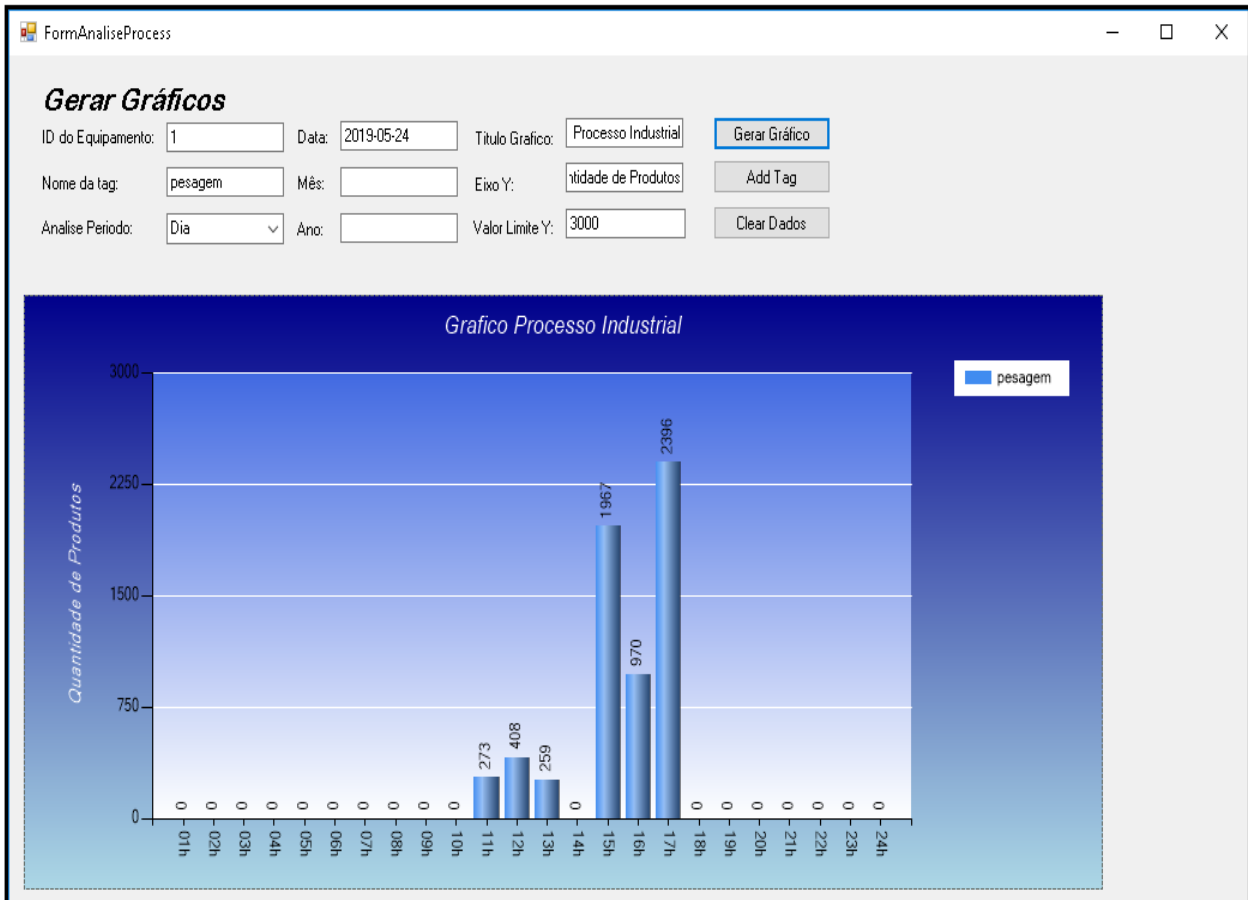 FormAnaliseProcess
Gerar Gráficos
ID do Equipamento: 1 Data: 2019-05-24 Titulo Grafico: Processo Industrial Gerar Gráfico
Nome da tag: pesagem Mês: Eixo Y: ntidade de Produtos Add Tag
Analise Periodo: Dia Ano: Valor Limite Y: 3000 Clear Dados
Grafico Processo Industrial
pesagem
Quantidade de Produtos
3000
2250
1500
750
0
0 0 0 0 0 0 0 0 0 0 273 408 259 0 1967 970 2396 0 0 0 0 0 0 0
01h 02h 03h 04h 05h 06h 07h 08h 09h 10h 11h 12h 13h 14h 15h 16h 17h 18h 19h 20h 21h 22h 23h 24h